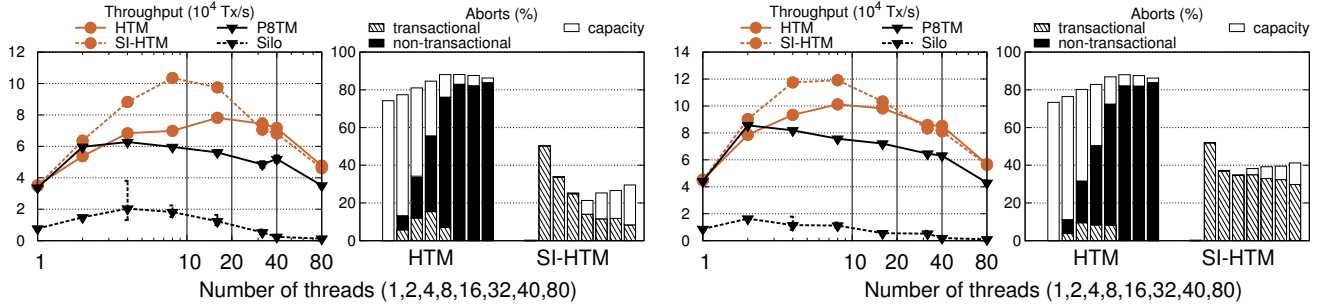 Throughput (10^4 Tx/s)
HTM
P8TM
SI-HTM
Silo
12
10
8
6
4
2
0
1
10
20
40
80
Aborts (%)
transactional
capacity
non-transactional
100
80
60
40
20
0
HTM
SI-HTM
Number of threads (1,2,4,8,16,32,40,80)
Throughput (10^4 Tx/s)
HTM
P8TM
SI-HTM
Silo
14
12
10
8
6
4
2
0
1
10
20
40
80
Aborts (%)
transactional
capacity
non-transactional
100
80
60
40
20
0
HTM
SI-HTM
Number of threads (1,2,4,8,16,32,40,80)